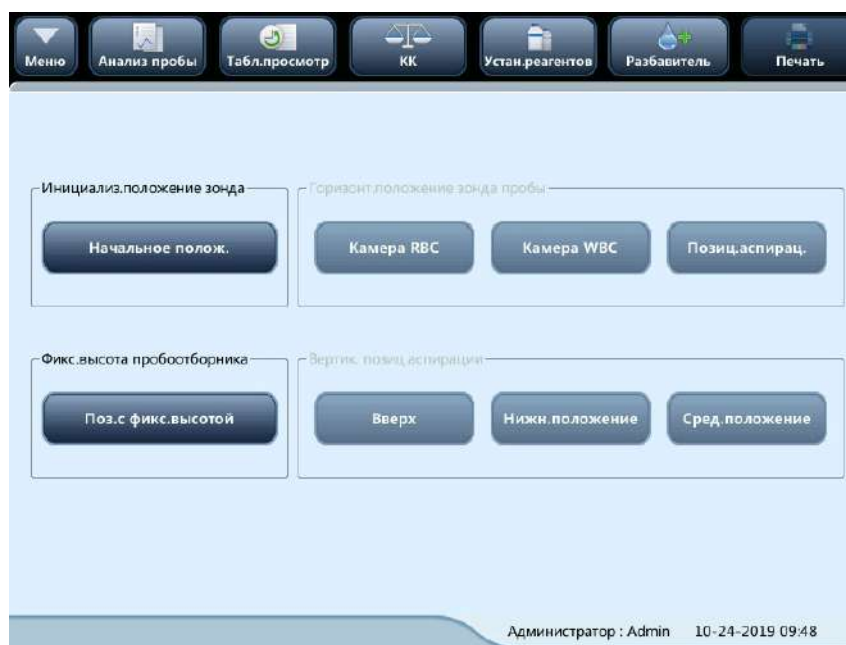 Меню Анализ пробы Табл.просмотр КК Устан.реагентов Разбавитель Печать
Инициализ.положение зонда Горизонт.положение зонда пробы
Начальное полож. Камера RBC Камера WBC Позиц.аспирац.
Фикс.высота пробоотборника Вертик. позиц.аспирации
Поз.с фикс.высотой Вверх Нижн.положение Сред.положение
Администратор : Admin 10-24-2019 09:48